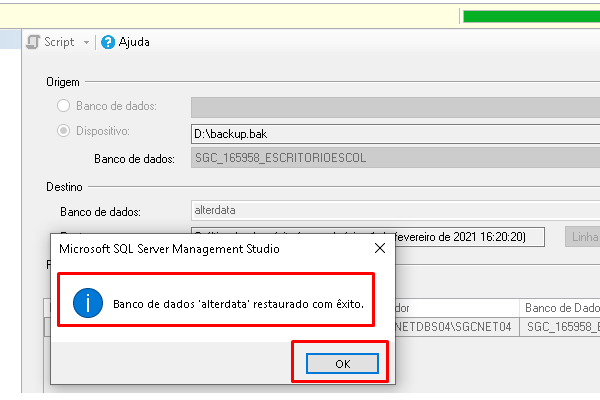 Script Ajuda
Origem
Banco de dados:
Dispositivo: D:\backup.bak
Banco de dados: SGC_165958_ESCRITORIOESCOL
Destino
Banco de dados: alterdata
fevereiro de 2021 16:20:20) Linha
Microsoft SQL Server Management Studio
Banco de dados 'alterdata' restaurado com êxito.
OK
Banco de Dado
NETDBS04\SGCNET04 SGC_165958_E